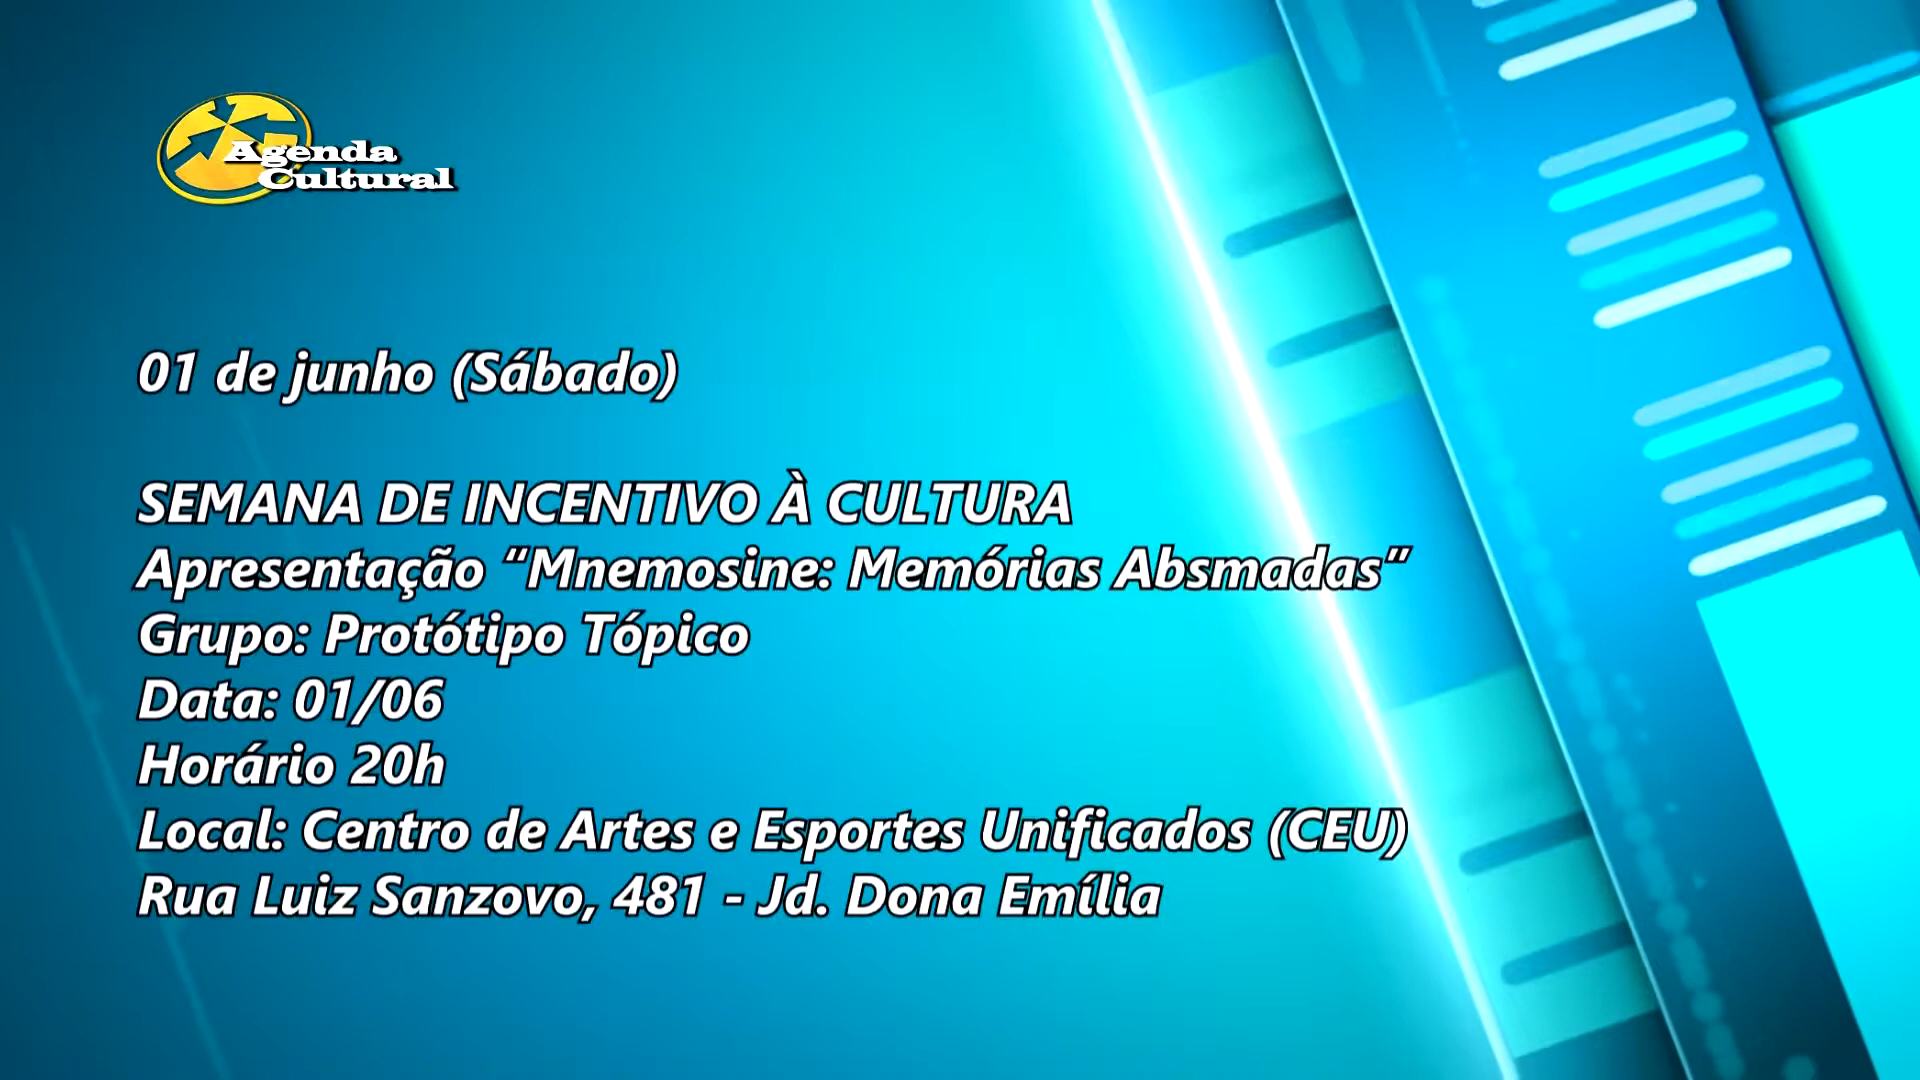 Agenda
Cultural
01 de junho (Sábado)
SEMANA DE INCENTIVO À CULTURA
Apresentação “Mnemosine: Memórias Absmadas”
Grupo: Protótipo Tópico
Data: 01/06
Horário 20h
Local: Centro de Artes e Esportes Unificados (CEU)
Rua Luiz Sanzovo, 481 - Jd. Dona Emília